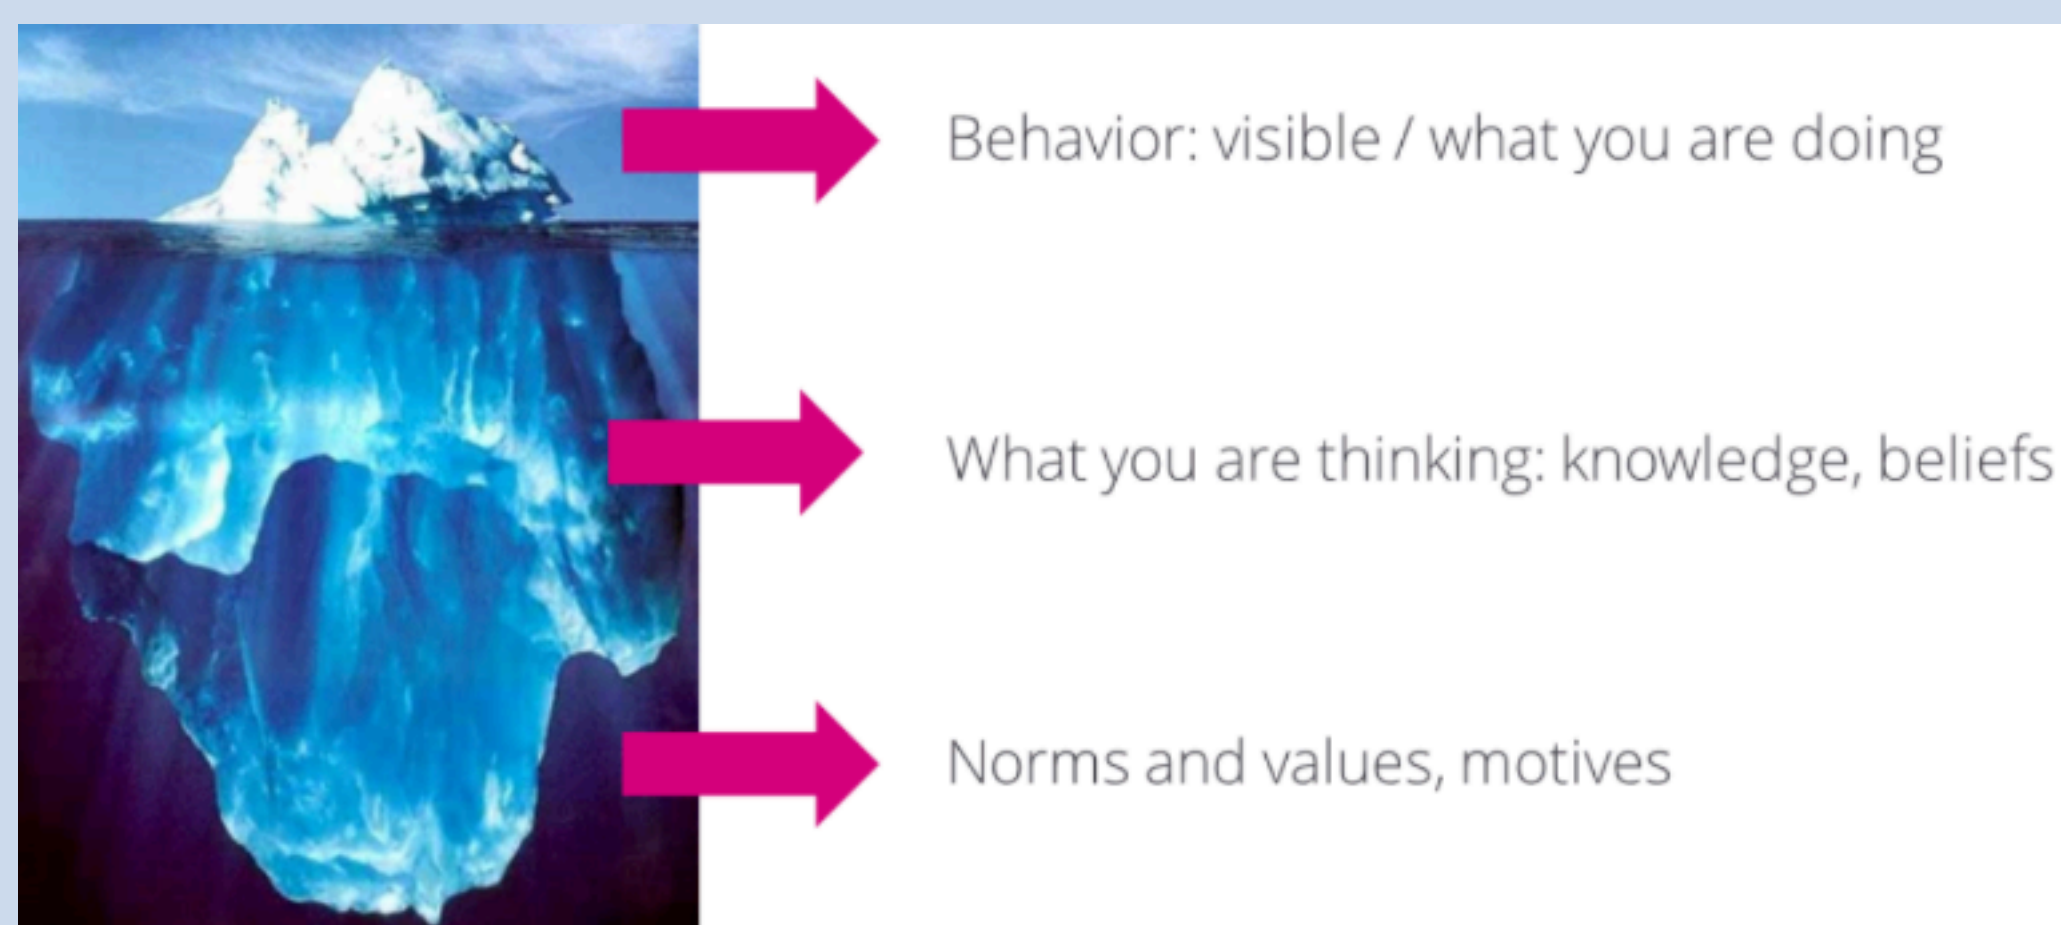 Behavior: visible / what you are doing
What you are thinking: knowledge, beliefs
Norms and values, motives